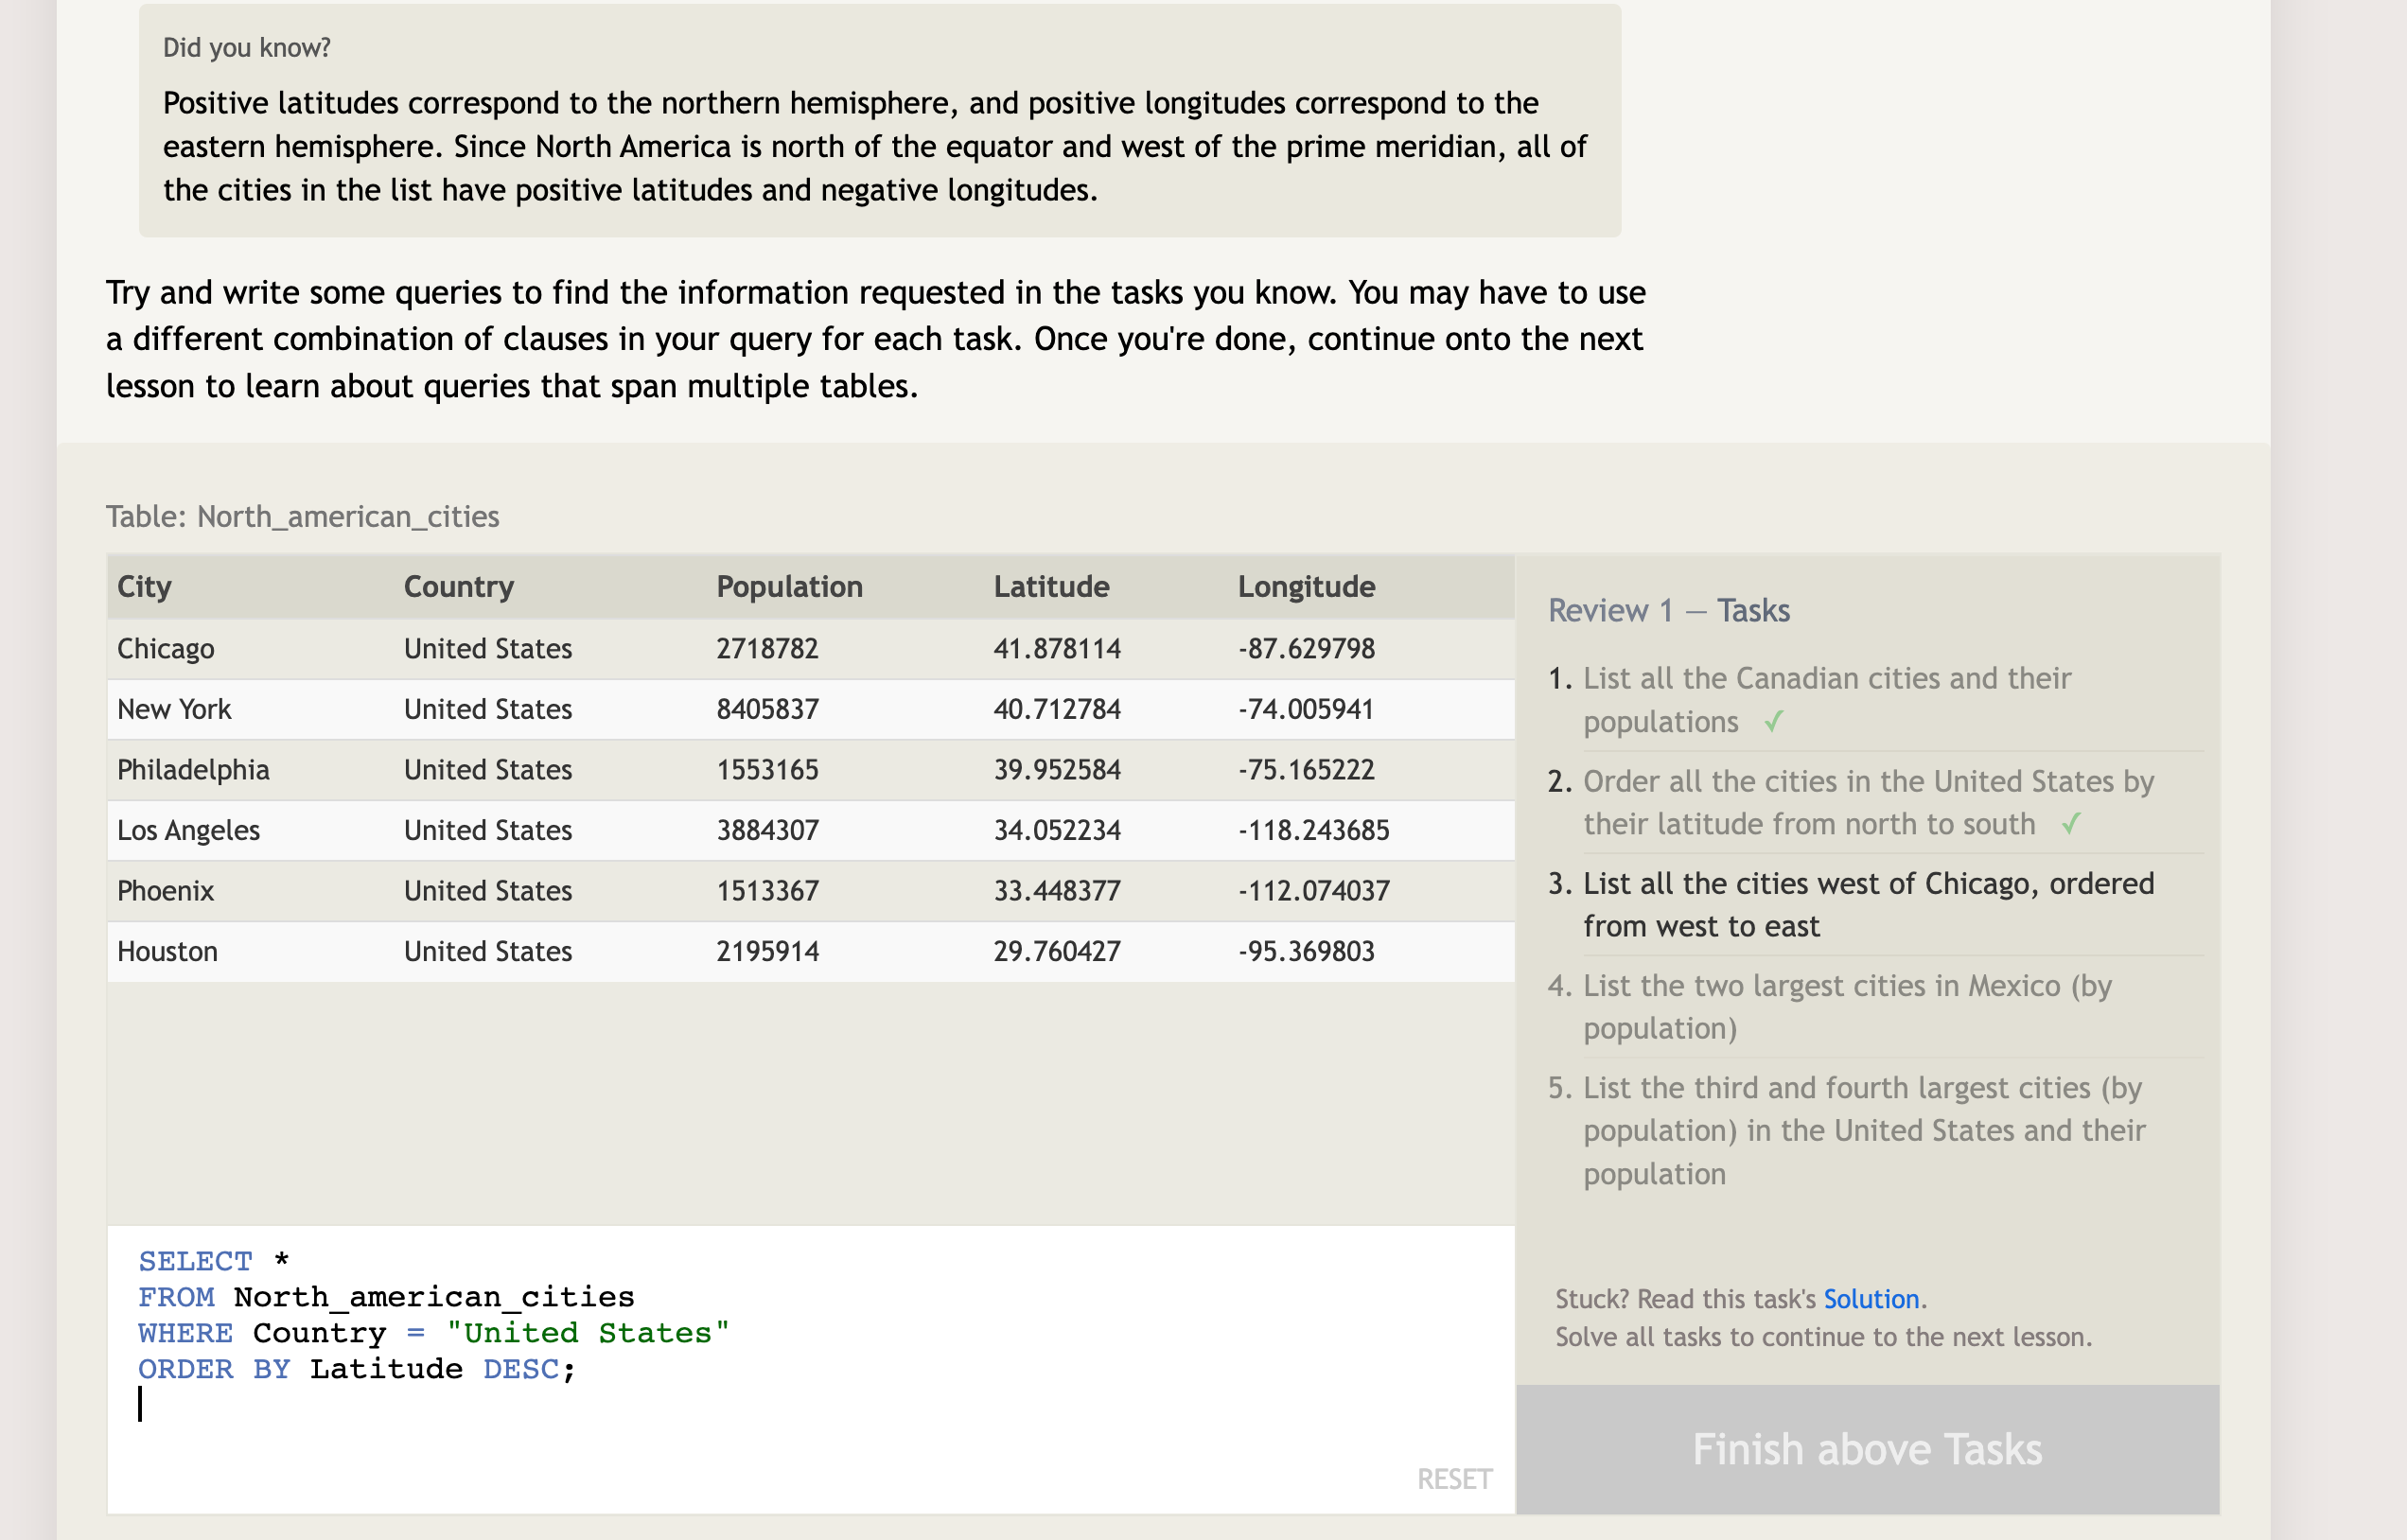 Did you know?
Positive latitudes correspond to the northern hemisphere, and positive longitudes correspond to the
eastern hemisphere. Since North America is north of the equator and west of the prime meridian, all of
the cities in the list have positive latitudes and negative longitudes.
Try and write some queries to find the information requested in the tasks you know. You may have to use
a different combination of clauses in your query for each task. Once you're done, continue onto the next
lesson to learn about queries that span multiple tables.
Table: North_american_cities
City Country Population Latitude Longitude
Chicago United States 2718782 41.878114 -87.629798
New York United States 8405837 40.712784 -74.005941
Philadelphia United States 1553165 39.952584 -75.165222
Los Angeles United States 3884307 34.052234 -118.243685
Phoenix United States 1513367 33.448377 -112.074037
Houston United States 2195914 29.760427 -95.369803
SELECT *
FROM North_american_cities
WHERE Country = "United States"
ORDER BY Latitude DESC;
RESET
Review 1 — Tasks
1. List all the Canadian cities and their
populations ✓
2. Order all the cities in the United States by
their latitude from north to south ✓
3. List all the cities west of Chicago, ordered
from west to east
4. List the two largest cities in Mexico (by
population)
5. List the third and fourth largest cities (by
population) in the United States and their
population
Stuck? Read this task's Solution.
Solve all tasks to continue to the next lesson.
Finish above Tasks